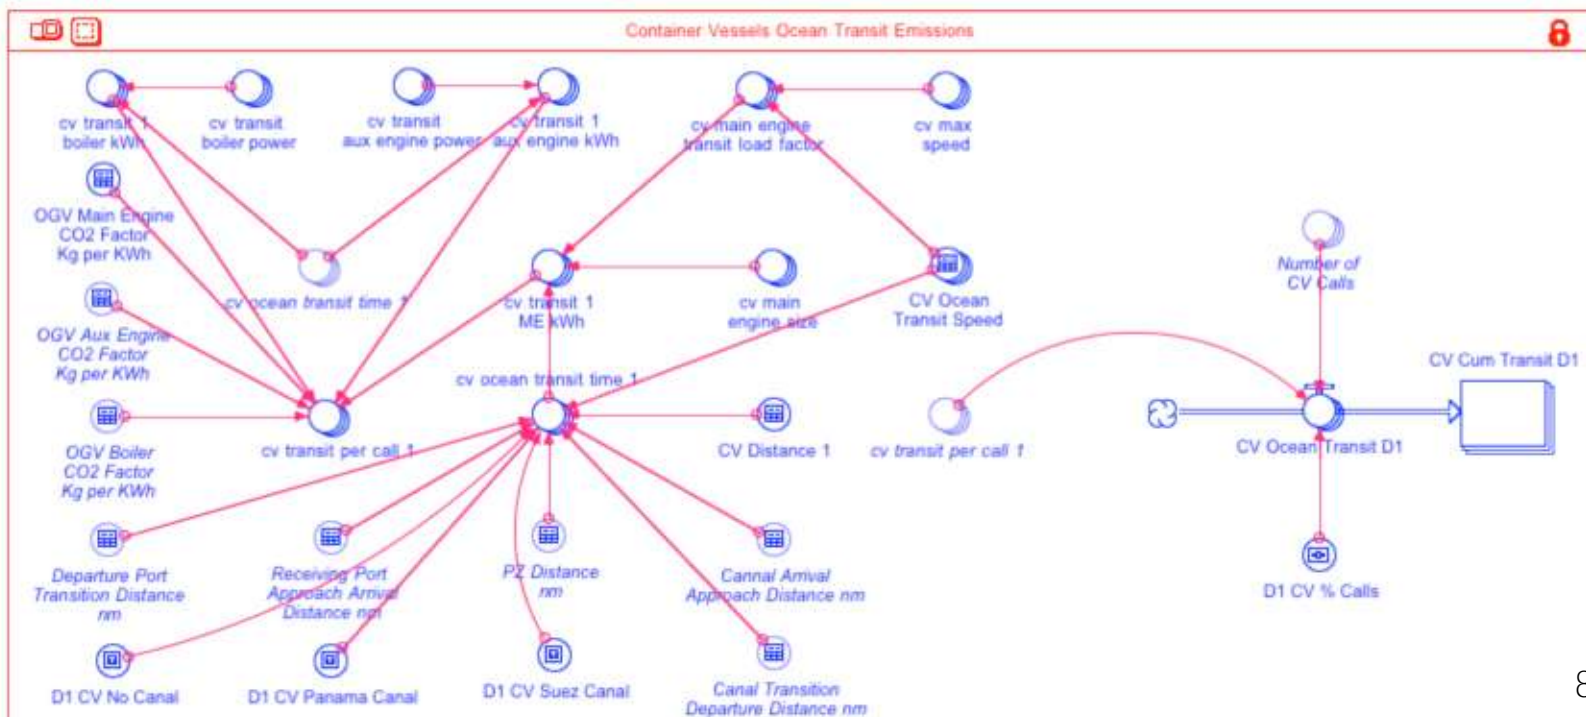 Container Vessels Ocean Transit Emissions
cv transit 1
boiler kWh
cv transit
boiler power
cv transit
aux engine power
cv transit 1
aux engine kWh
cv main engine
transit load factor
cv max
speed
OGV Main Engine
CO2 Factor
Kg per KWh
cv ocean transit time 1
cv transit 1
ME kWh
cv main
engine size
CV Ocean
Transit Speed
Number of
CV Calls
OGV Aux Engine
CO2 Factor
Kg per KWh
cv ocean transit time 1
CV Cum Transit D1
OGV Boiler
CO2 Factor
Kg per KWh
cv transit per call 1
CV Distance 1
cv transit per call 1
CV Ocean Transit D1
Departure Port
Transition Distance
nm
Receiving Port
Approach Arrival
Distance nm
PZ Distance
nm
Cannal Arrival
Approach Distance nm
D1 CV % Calls
D1 CV No Canal
D1 CV Panama Canal
D1 CV Suez Canal
Canal Transition
Departure Distance nm
8